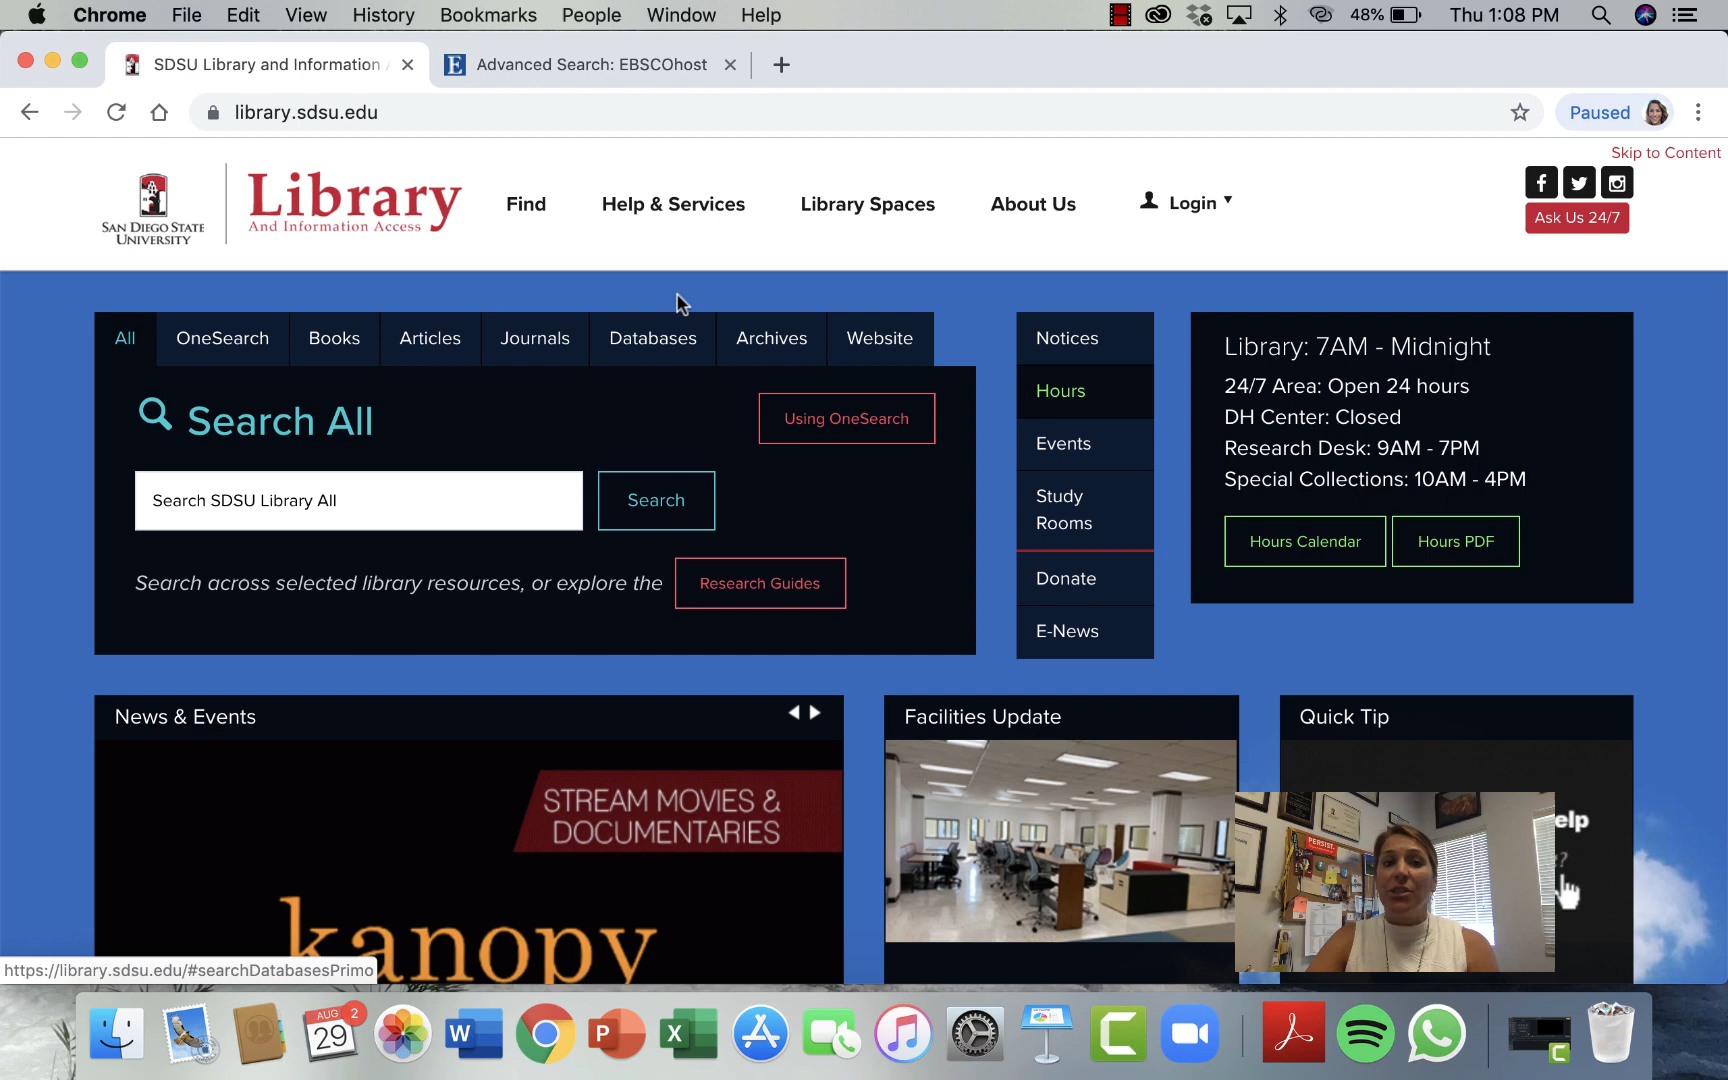 Chrome File Edit View History Bookmarks People Window Help 48% Thu 1:08 PM
SDSU Library and Information
Advanced Search: EBSCOhost
library.sdsu.edu
Paused
Skip to Content
SAN DIEGO STATE
UNIVERSITY
Library
And Information Access
Find Help & Services Library Spaces About Us Login
Ask Us 24/7
All OneSearch Books Articles Journals Databases Archives Website
Search All
Using OneSearch
Search SDSU Library All
Search
Search across selected library resources, or explore the
Research Guides
Notices
Hours
Events
Study
Rooms
Donate
E-News
Library: 7AM - Midnight
24/7 Area: Open 24 hours
DH Center: Closed
Research Desk: 9AM - 7PM
Special Collections: 10AM - 4PM
Hours Calendar
Hours PDF
News & Events
STREAM MOVIES &
DOCUMENTARIES
kanopy
Facilities Update
Quick Tip
elp
?
PERSIST.
https://library.sdsu.edu/#searchDatabasesPrimo
AUG
29
2
W
P
X
C
C